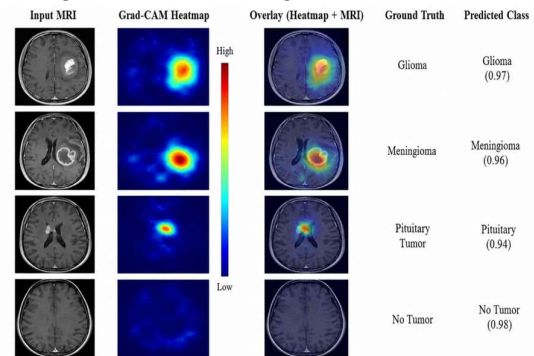 Input MRI
Grad-CAM Heatmap
Overlay (Heatmap + MRI)
Ground Truth
Predicted Class
High
Glioma
Glioma
(0.97)
Meningioma
Meningioma
(0.96)
Pituitary
Tumor
Pituitary
(0.94)
Low
No Tumor
No Tumor
(0.98)